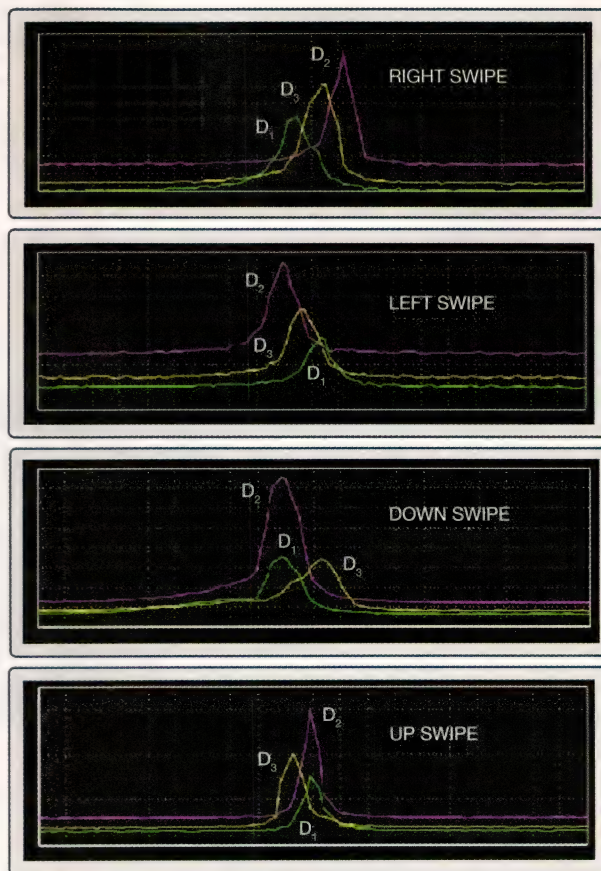 D₂
RIGHT SWIPE
D₃
D₁
D₂
LEFT SWIPE
D₃
D₁
D₂
DOWN SWIPE
D₁
D₃
D₂
UP SWIPE
D₃
D₁